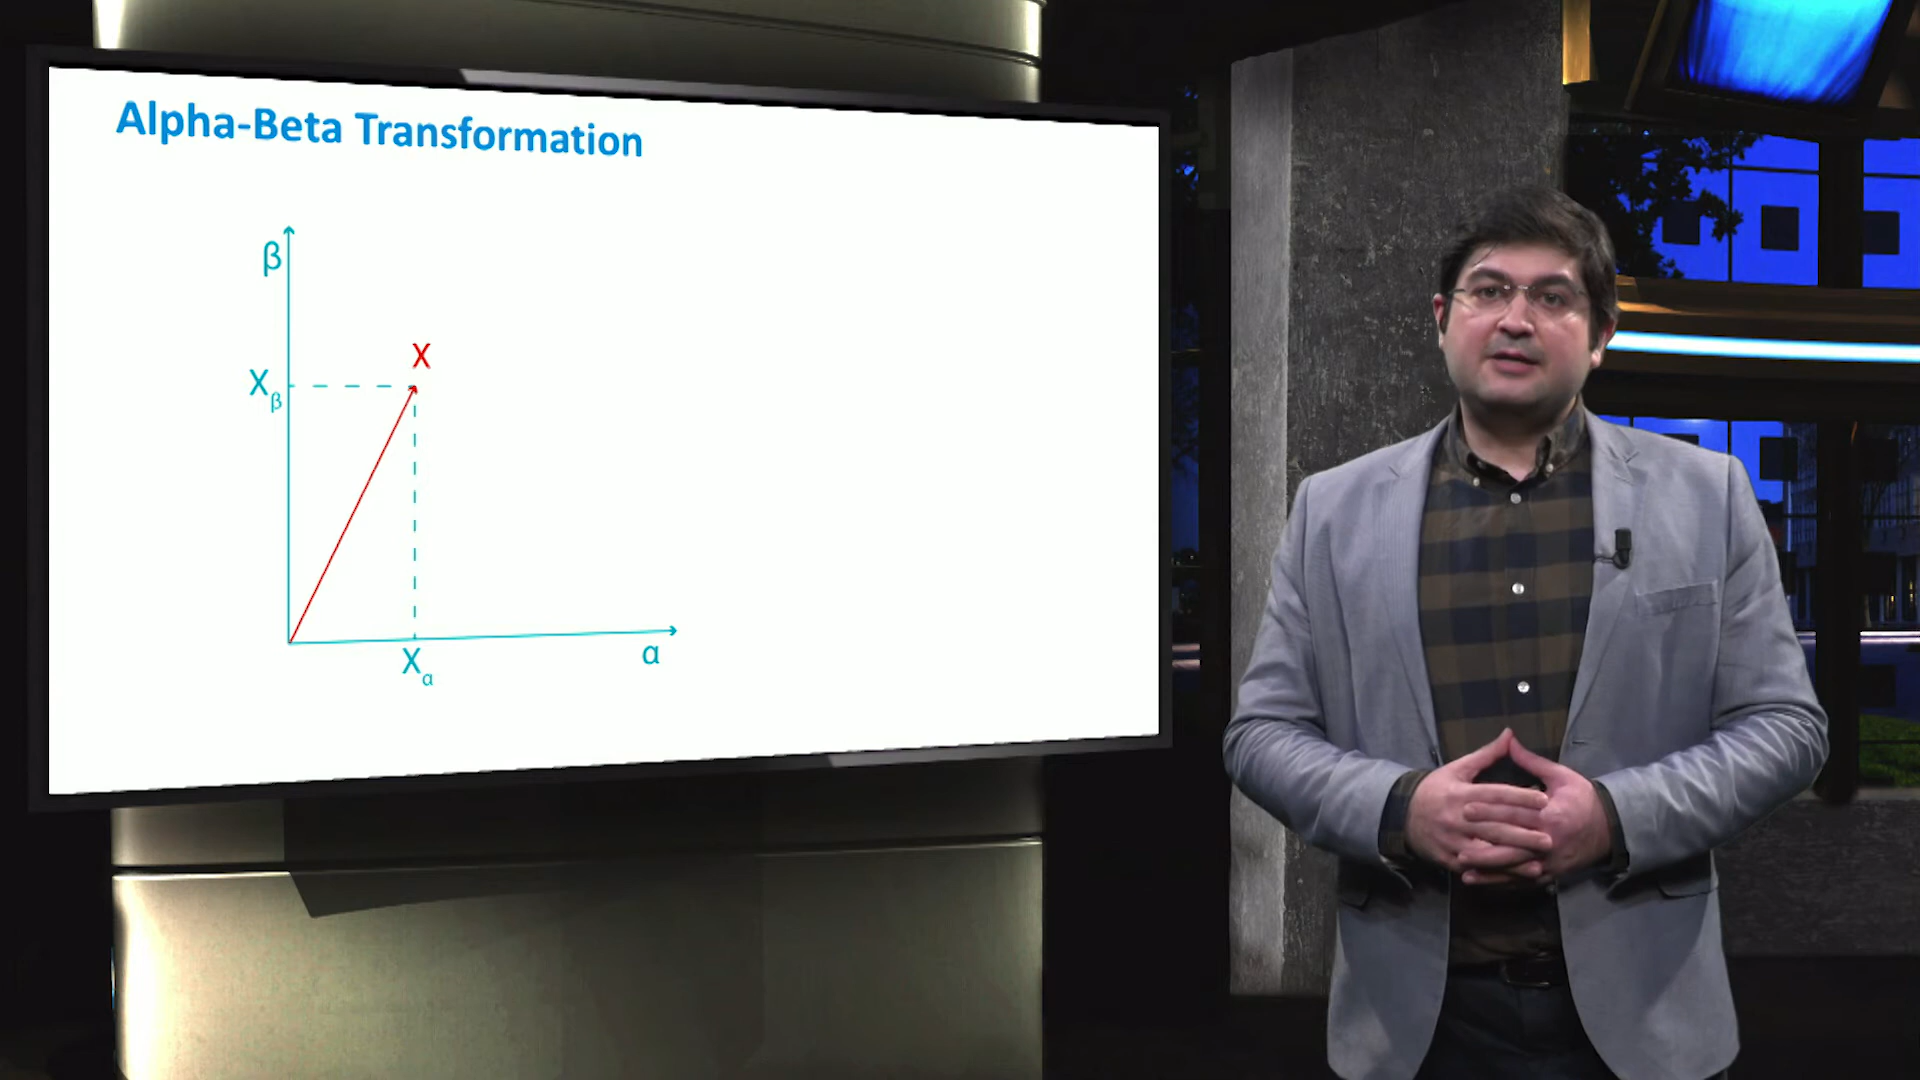 Alpha-Beta Transformation
β
X
Xβ
Xα
α